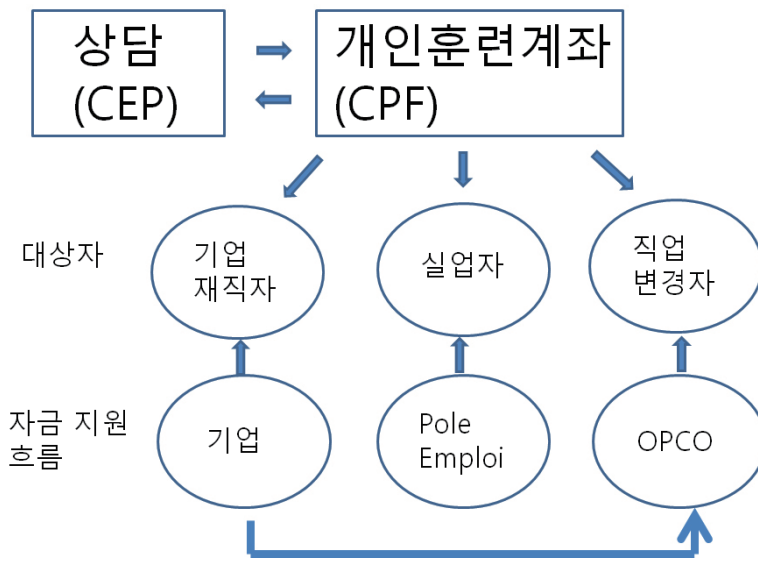 상담
(CEP)
개인훈련계좌
(CPF)
대상자
기업
재직자
실업자
직업
변경자
자금 지원
흐름
기업
Pole
Emploi
OPCO